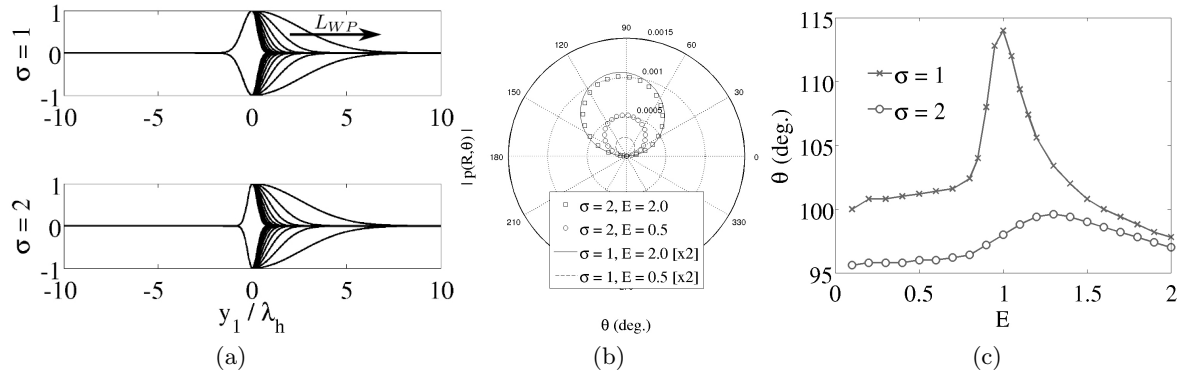 σ = 1
1
0
-1
-10
-5
0
5
10
L_WP
σ = 2
1
0
-1
-10
-5
0
5
10
y_1 / λ_h
(a)
| p(R,θ) |
90
0.0015
120
60
0.001
150
30
0.0005
180
0
210
330
σ = 2, E = 2.0
σ = 2, E = 0.5
σ = 1, E = 2.0 [x2]
σ = 1, E = 0.5 [x2]
θ (deg.)
(b)
θ (deg.)
115
110
105
100
95
σ = 1
σ = 2
0
0.5
1
1.5
2
E
(c)